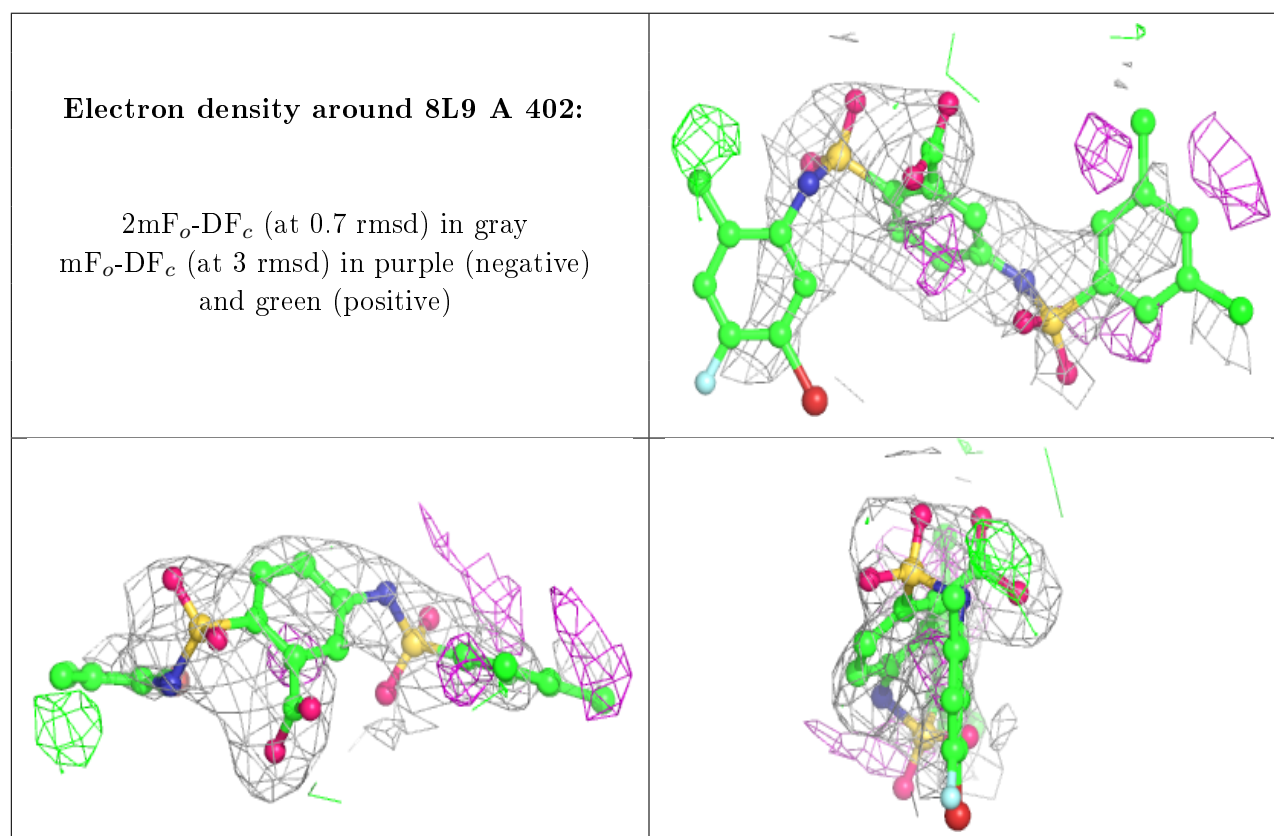 Electron density around 8L9 A 402:
2mFo-DFc (at 0.7 rmsd) in gray
mFo-DFc (at 3 rmsd) in purple (negative)
and green (positive)